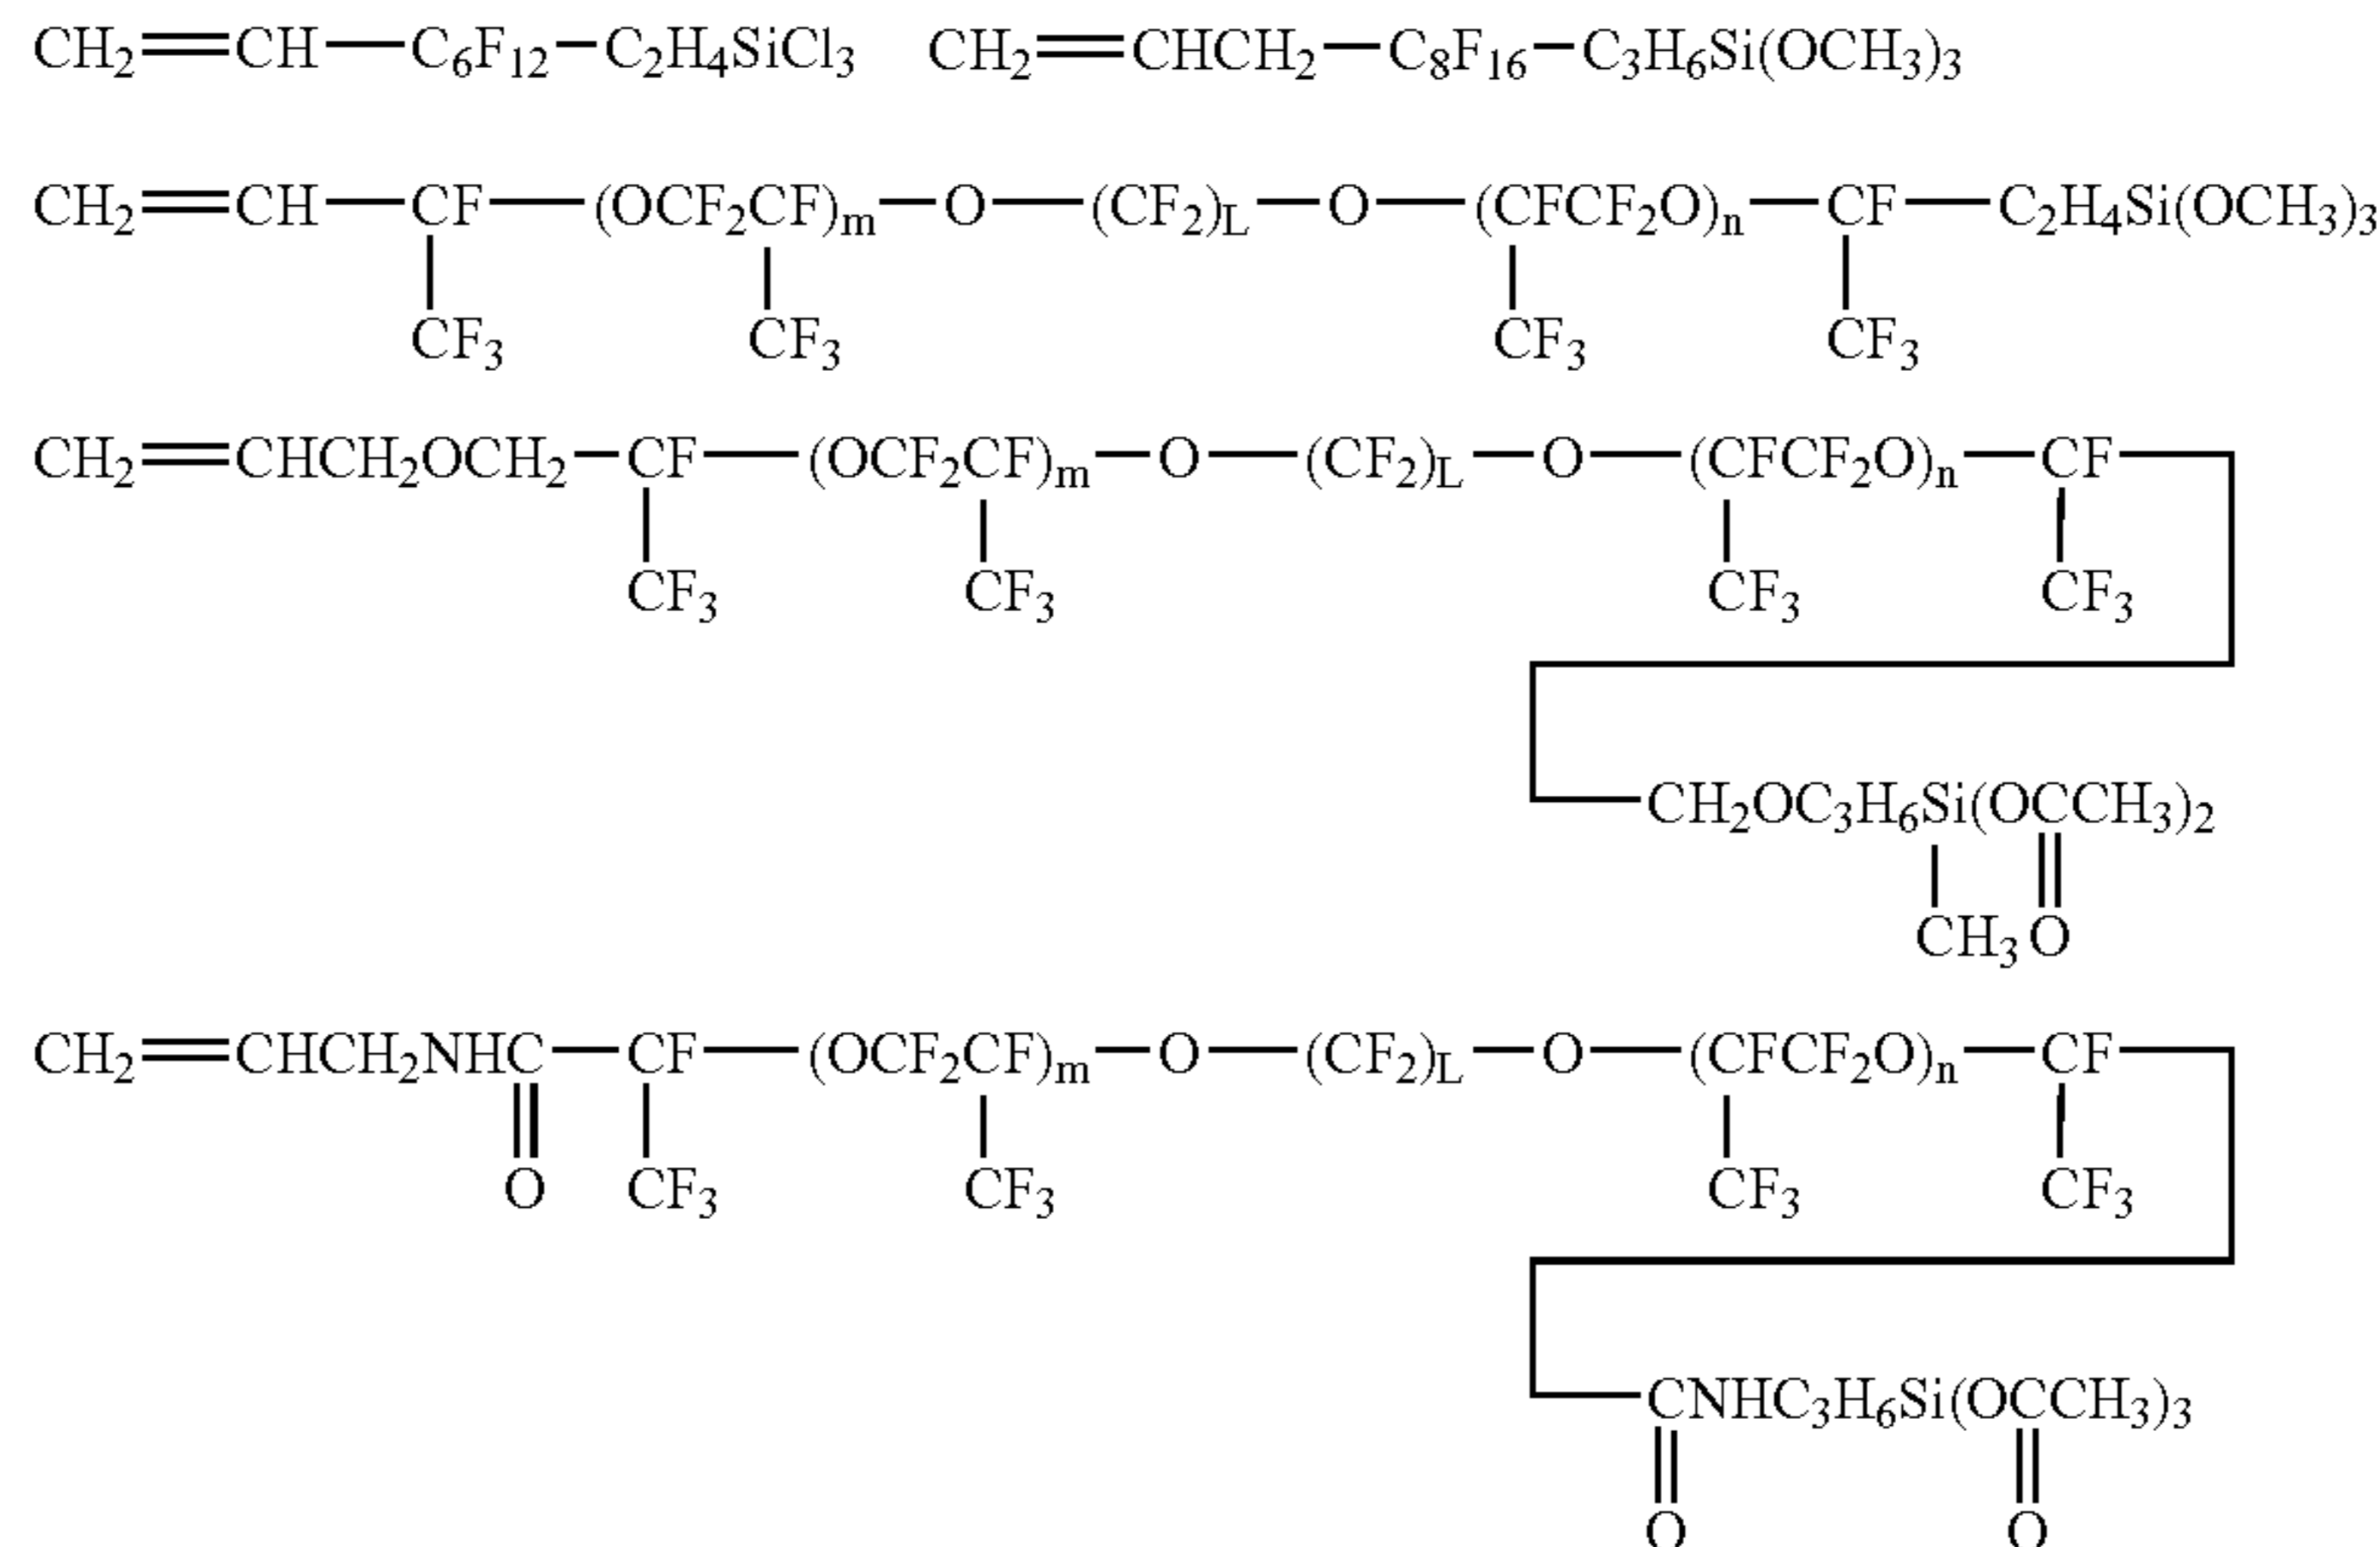 CH₂=CH—C₆F₁₂—C₂H₄SiCl₃ CH₂=CHCH₂—C₈F₁₆—C₃H₆Si(OCH₃)₃
CH₂=CH—CF—(OCF₂CF)ₘ—O—(CF₂)L—O—(CFCF₂O)ₙ—CF—C₂H₄Si(OCH₃)₃
CF₃ CF₃ CF₃ CF₃
CH₂=CHCH₂OCH₂—CF—(OCF₂CF)ₘ—O—(CF₂)L—O—(CFCF₂O)ₙ—CF—
CF₃ CF₃ CF₃ CF₃
—CH₂OC₃H₆Si(OCCH₃)₂
CH₃ O
CH₂=CHCH₂NHC—CF—(OCF₂CF)ₘ—O—(CF₂)L—O—(CFCF₂O)ₙ—CF—
O CF₃ CF₃ CF₃ CF₃
—CNHC₃H₆Si(OCCH₃)₃
O O